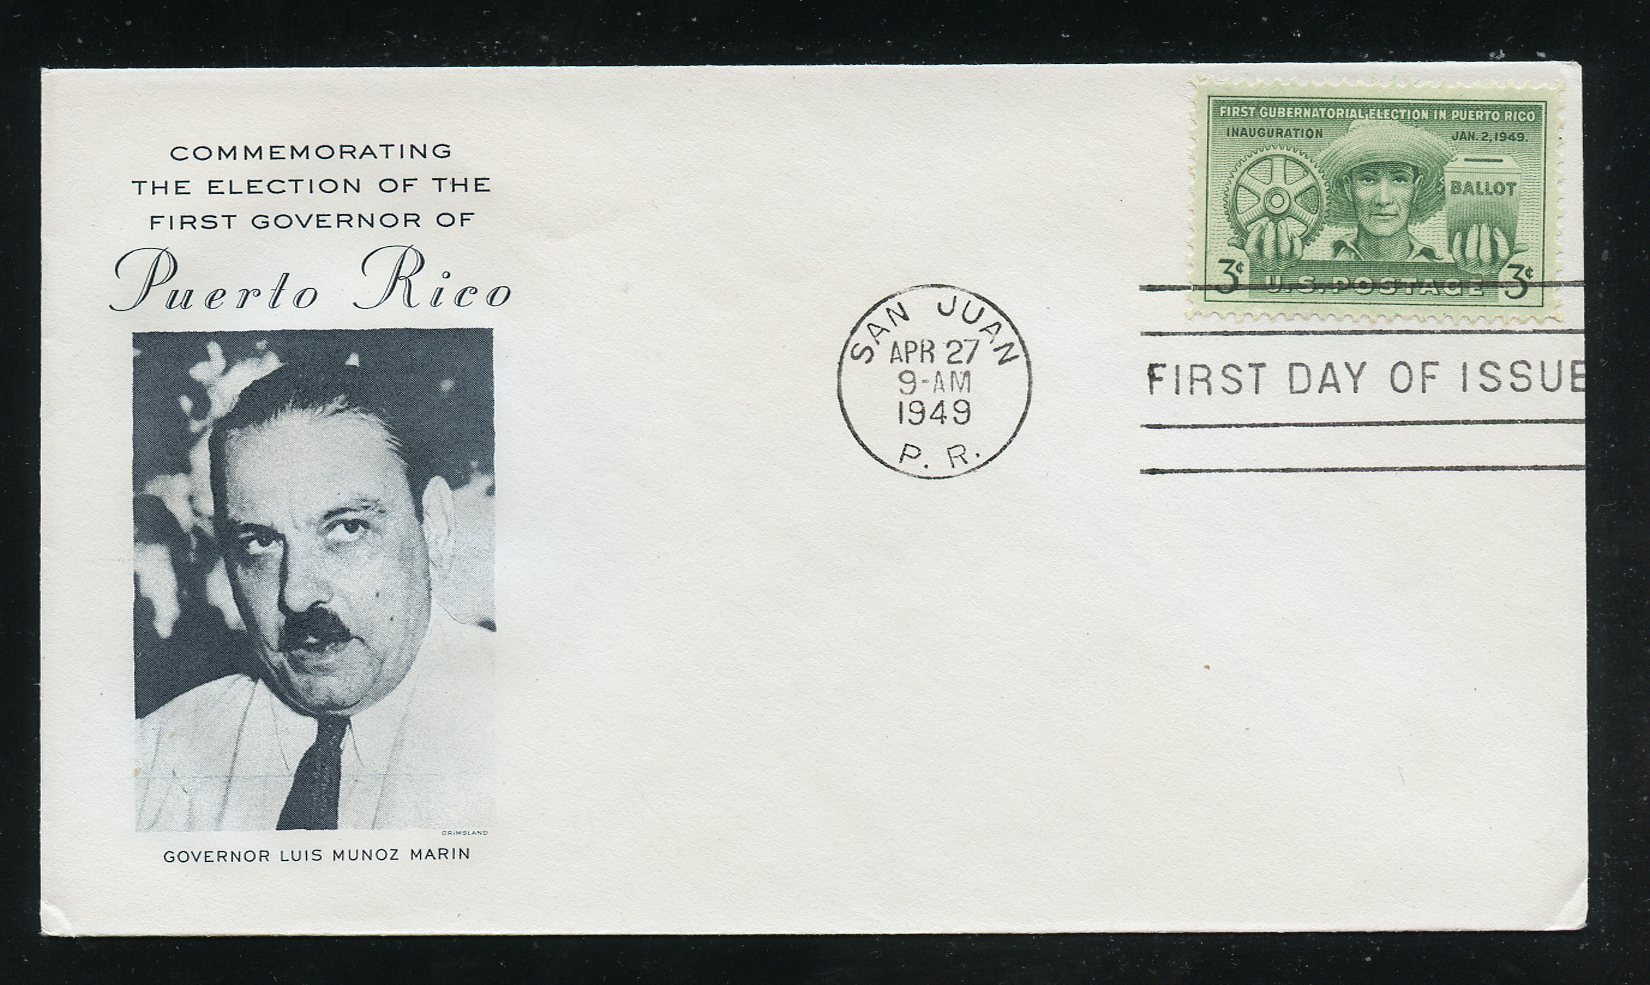 COMMEMORATING
THE ELECTION OF THE
FIRST GOVERNOR OF
Puerto Rico
GRIMSLAND
GOVERNOR LUIS MUNOZ MARIN
SAN JUAN
APR 27
9-AM
1949
P. R.
FIRST GUBERNATORIAL ELECTION IN PUERTO RICO
INAUGURATION JAN. 2, 1949.
BALLOT
3¢ U.S. POSTAGE 3¢
FIRST DAY OF ISSUE